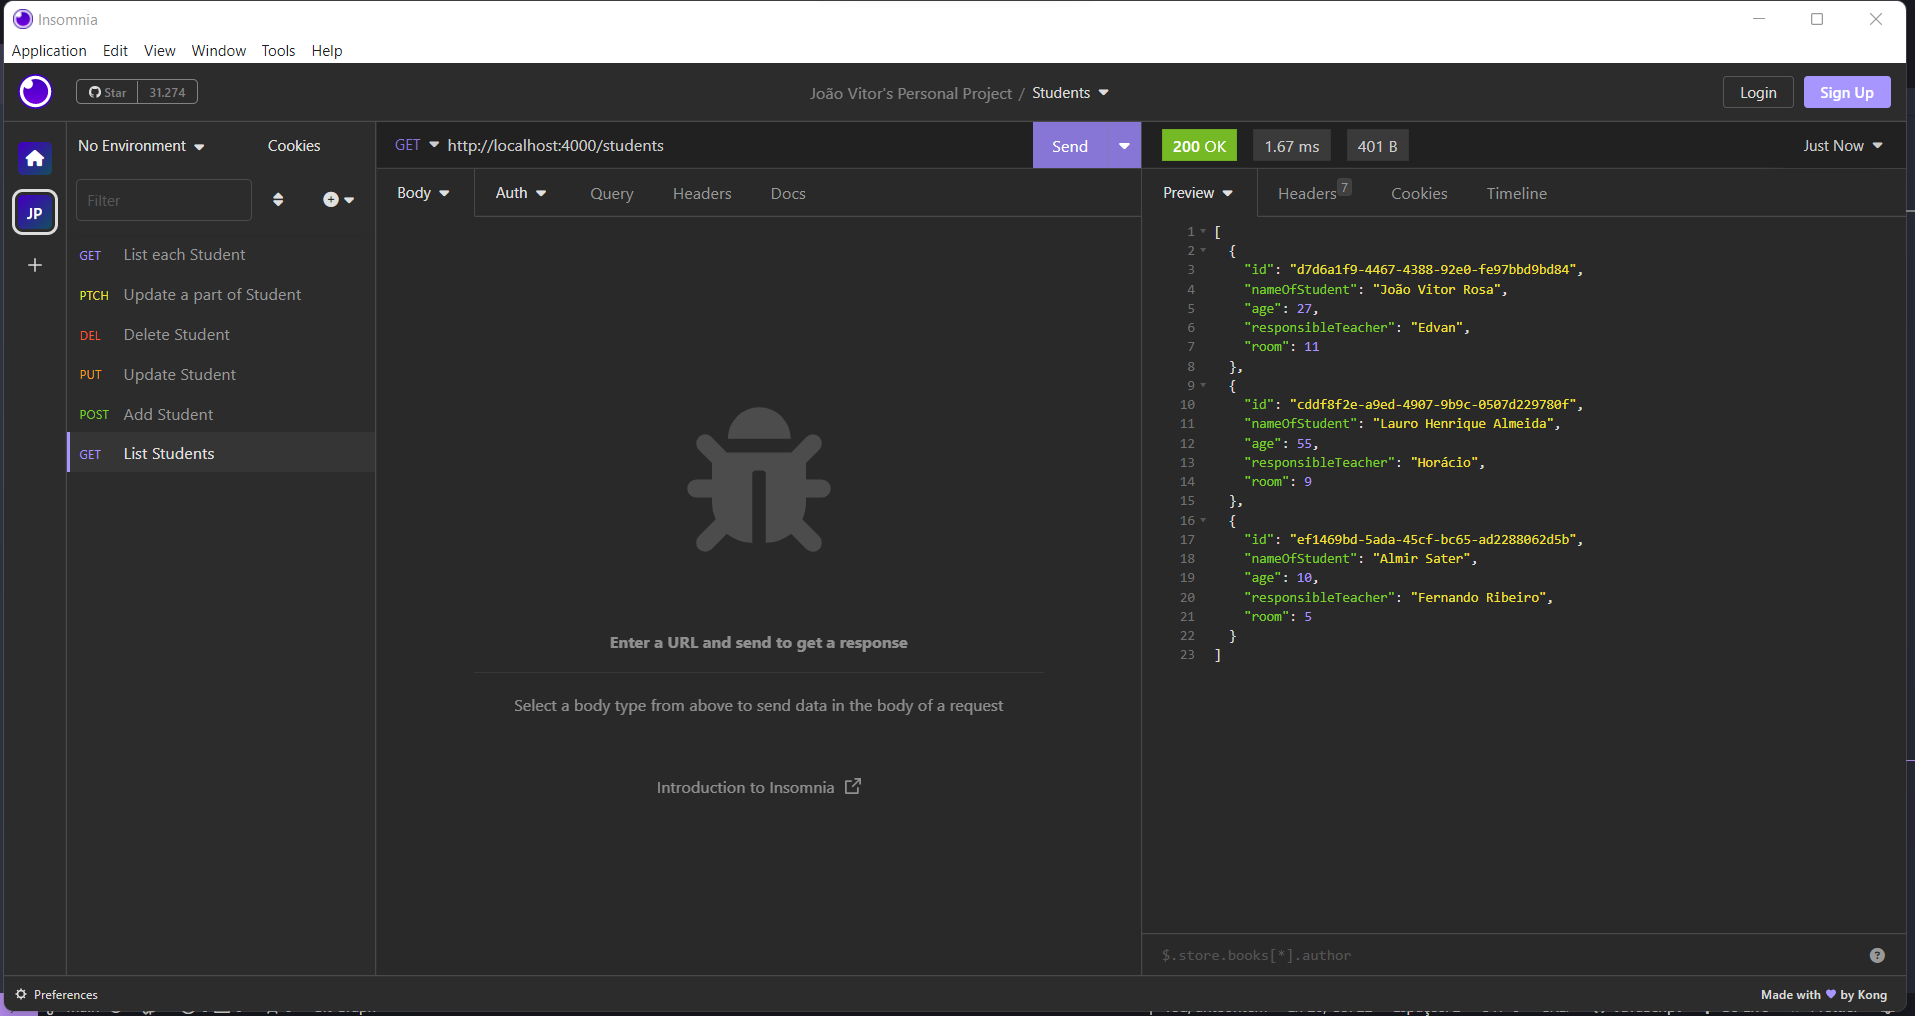 Insomnia
Application Edit View Window Tools Help
Star 31.274
João Vitor's Personal Project / Students
Login Sign Up
No Environment Cookies
GET http://localhost:4000/students Send
200 OK 1.67 ms 401 B Just Now
JP
Filter
Body Auth Query Headers Docs
Preview Headers 7 Cookies Timeline
GET List each Student
PTCH Update a part of Student
DEL Delete Student
PUT Update Student
POST Add Student
GET List Students
Enter a URL and send to get a response
Select a body type from above to send data in the body of a request
Introduction to Insomnia
1 [
2 {
3 "id": "d7d6a1f9-4467-4388-92e0-fe97bbd9bd84",
4 "nameOfStudent": "João Vitor Rosa",
5 "age": 27,
6 "responsibleTeacher": "Edvan",
7 "room": 11
8 },
9 {
10 "id": "cddf8f2e-a9ed-4907-9b9c-0507d229780f",
11 "nameOfStudent": "Lauro Henrique Almeida",
12 "age": 55,
13 "responsibleTeacher": "Horácio",
14 "room": 9
15 },
16 {
17 "id": "ef1469bd-5ada-45cf-bc65-ad2288062d5b",
18 "nameOfStudent": "Almir Sater",
19 "age": 10,
20 "responsibleTeacher": "Fernando Ribeiro",
21 "room": 5
22 }
23 ]
$.store.books[*].author
Preferences
Made with by Kong